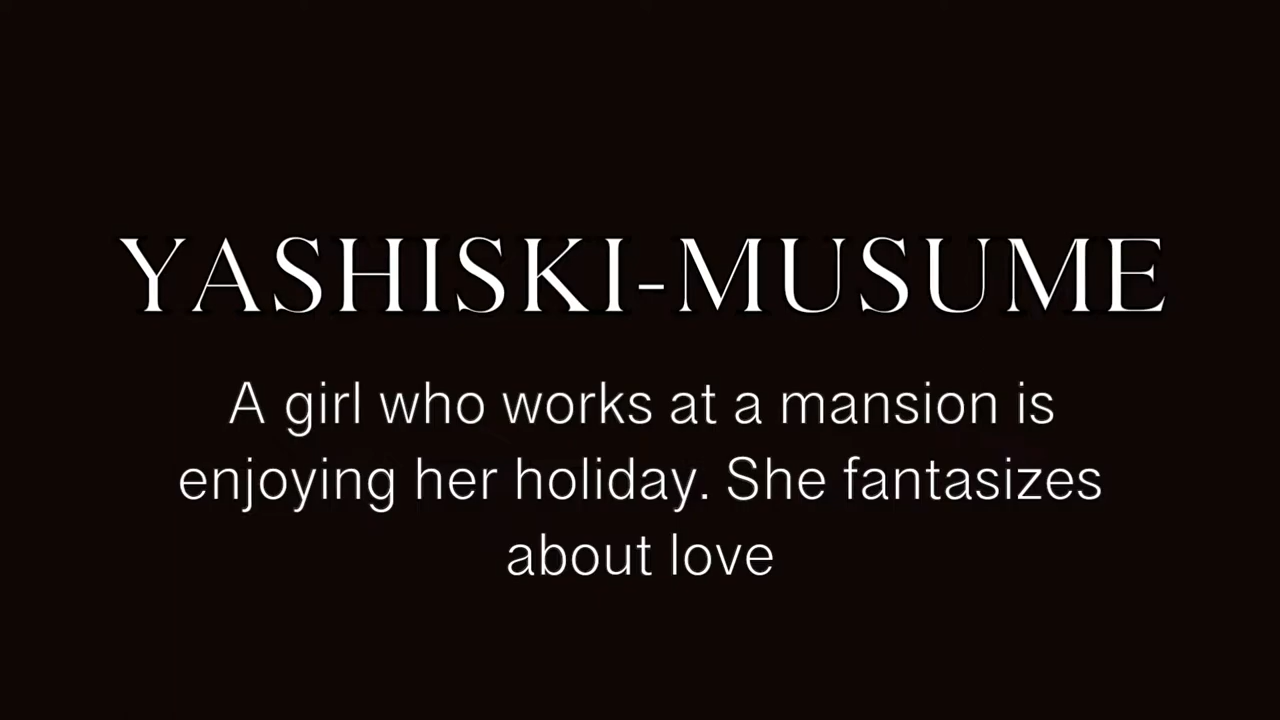 YASHISKI-MUSUME
A girl who works at a mansion is
enjoying her holiday. She fantasizes
about love